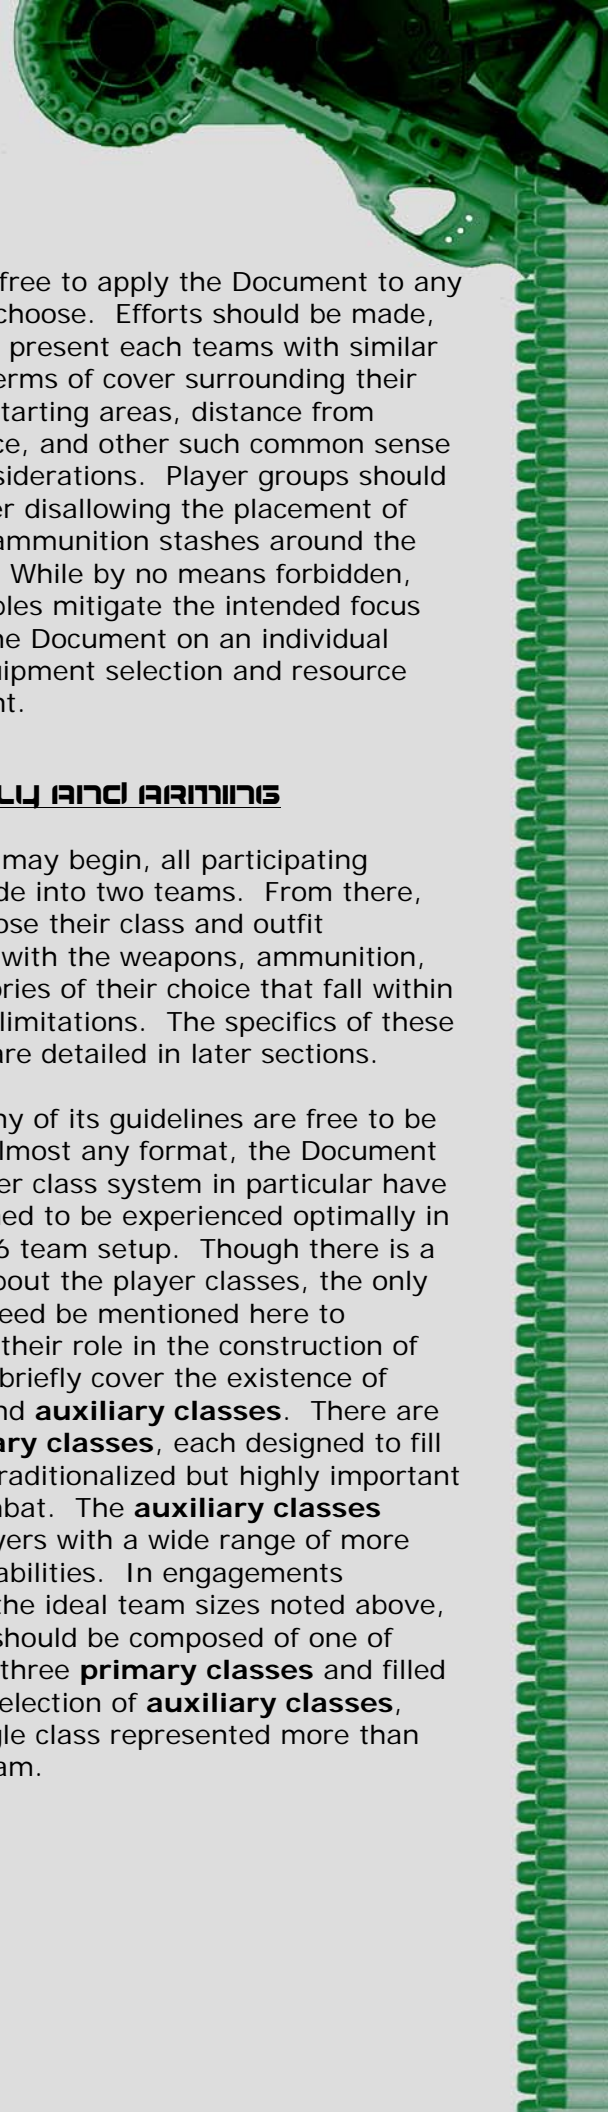 free to apply the Document to any
choose. Efforts should be made,
present each teams with similar
erms of cover surrounding their
tarting areas, distance from
ce, and other such common sense
siderations. Player groups should
er disallowing the placement of
ammunition stashes around the
While by no means forbidden,
ples mitigate the intended focus
he Document on an individual
uipment selection and resource
nt.
LY AND ARMING
may begin, all participating
de into two teams. From there,
ose their class and outfit
with the weapons, ammunition,
ories of their choice that fall within
limitations. The specifics of these
are detailed in later sections.
ny of its guidelines are free to be
lmost any format, the Document
er class system in particular have
ned to be experienced optimally in
6 team setup. Though there is a
bout the player classes, the only
eed be mentioned here to
their role in the construction of
briefly cover the existence of
nd auxiliary classes. There are
ary classes, each designed to fill
raditionalized but highly important
mbat. The auxiliary classes
yers with a wide range of more
abilities. In engagements
the ideal team sizes noted above,
should be composed of one of
three primary classes and filled
election of auxiliary classes,
gle class represented more than
am.